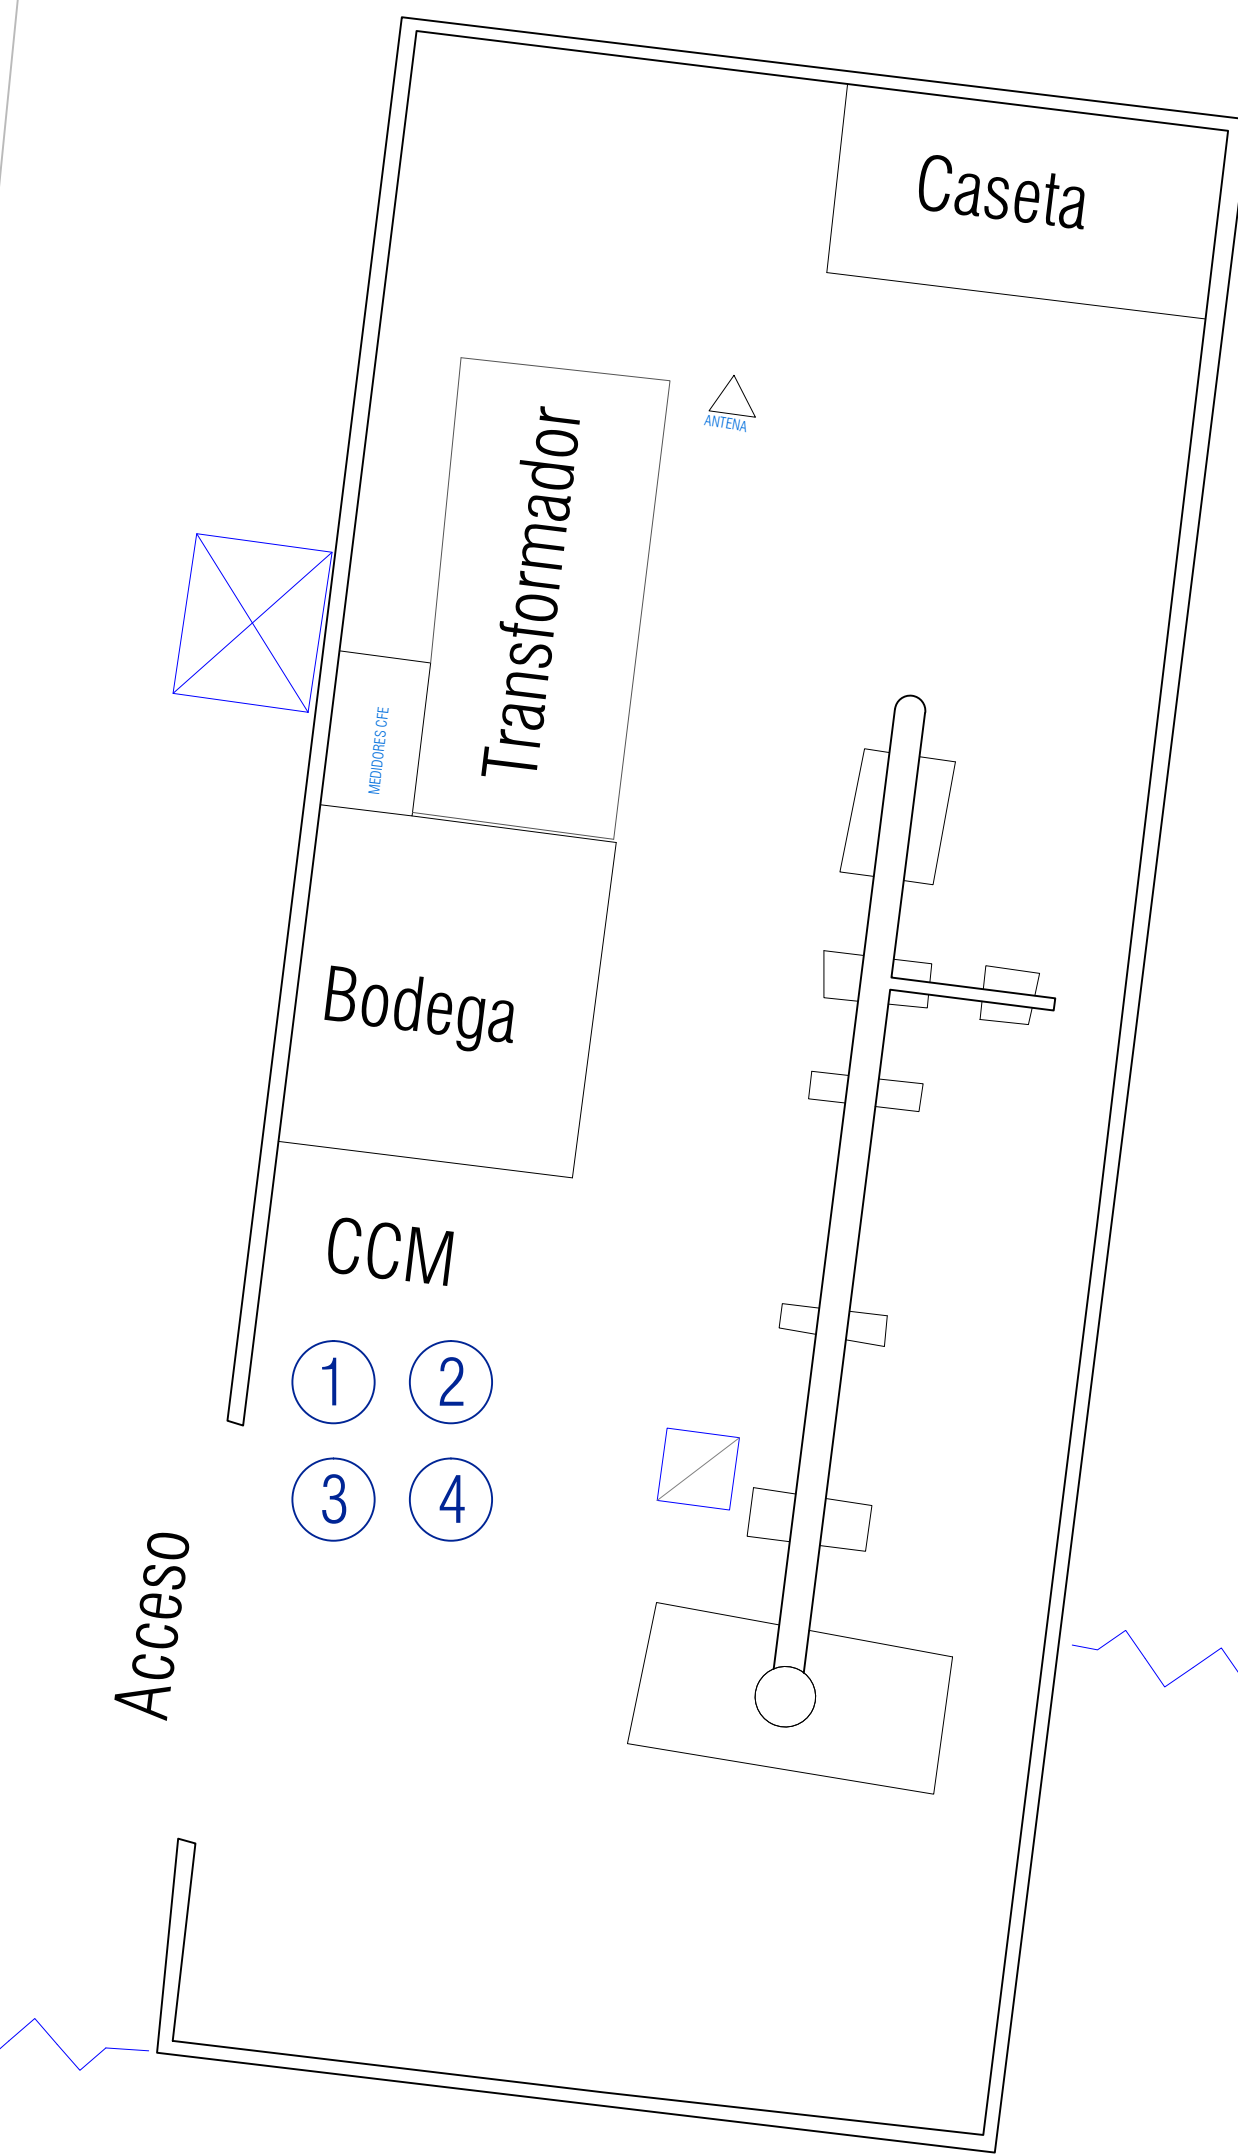 Caseta
ANTENA
Transformador
MEDIDORES CFE
Bodega
CCM
1 2
3 4
Acceso